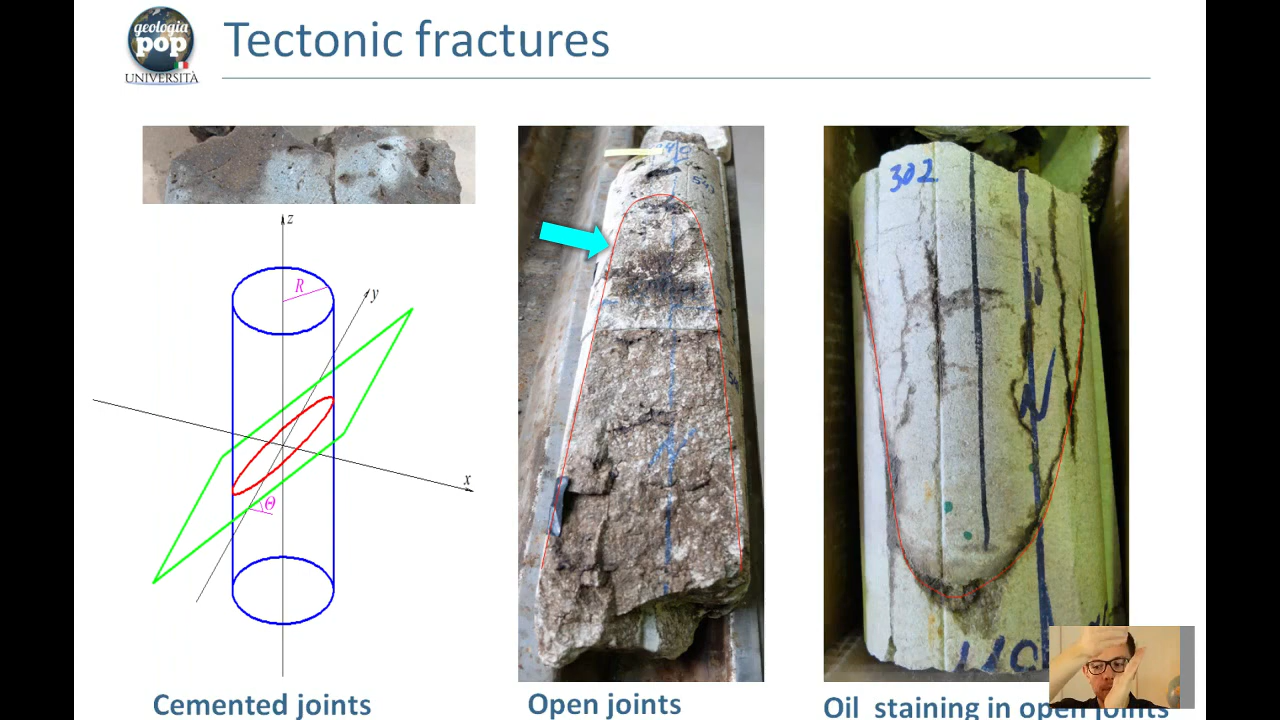 geologia
pop
UNIVERSITÀ
Tectonic fractures
z
R
y
x
Θ
302
Cemented joints
Open joints
Oil staining in open joints